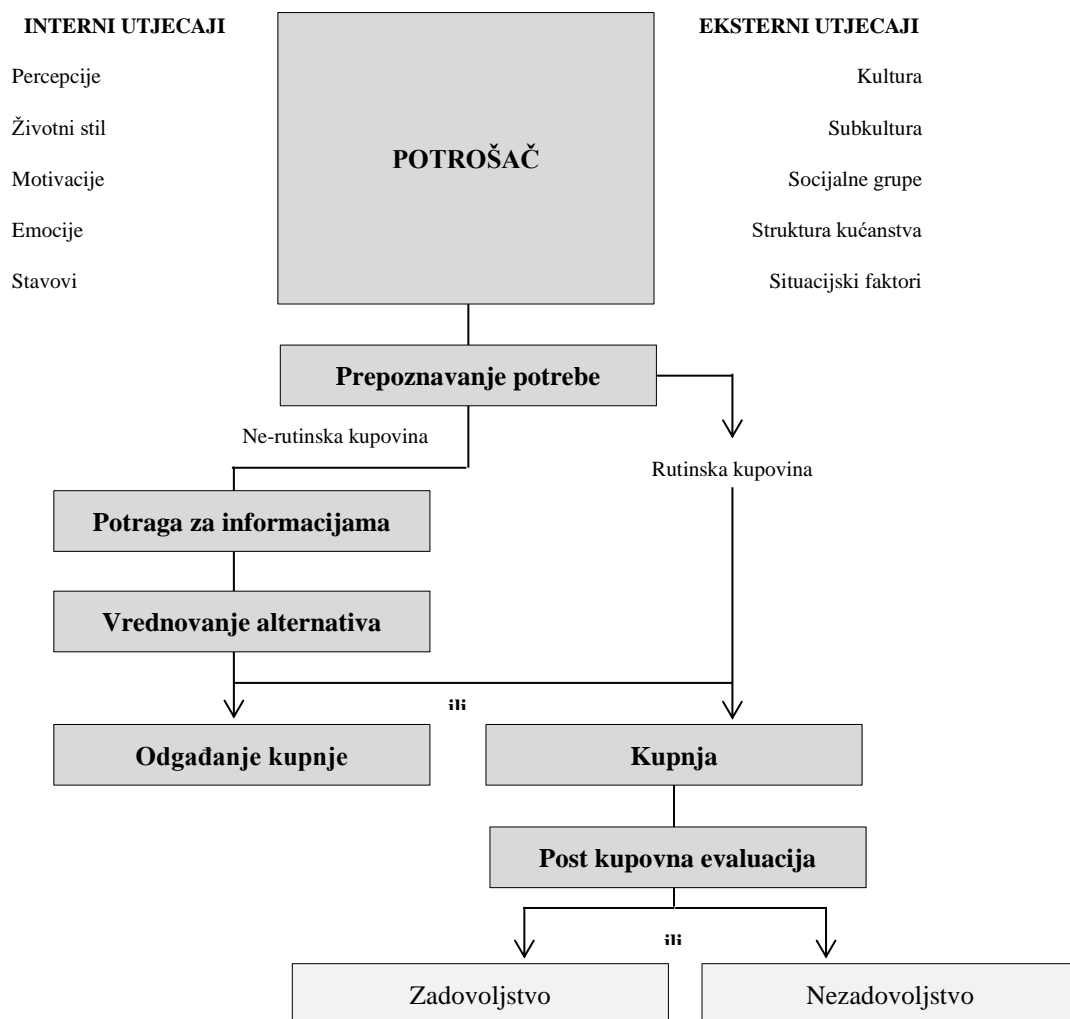 INTERNI UTJECAJI
Percepcije
Životni stil
Motivacije
Emocije
Stavovi
POTROŠAČ
EKSTERNI UTJECAJI
Kultura
Subkultura
Socijalne grupe
Struktura kućanstva
Situacijski faktori
Prepoznavanje potrebe
Ne-rutinska kupovina
Rutinska kupovina
Potraga za informacijama
Vrednovanje alternativa
ili
Odgađanje kupnje
Kupnja
Post kupovna evaluacija
ili
Zadovoljstvo
Nezadovoljstvo